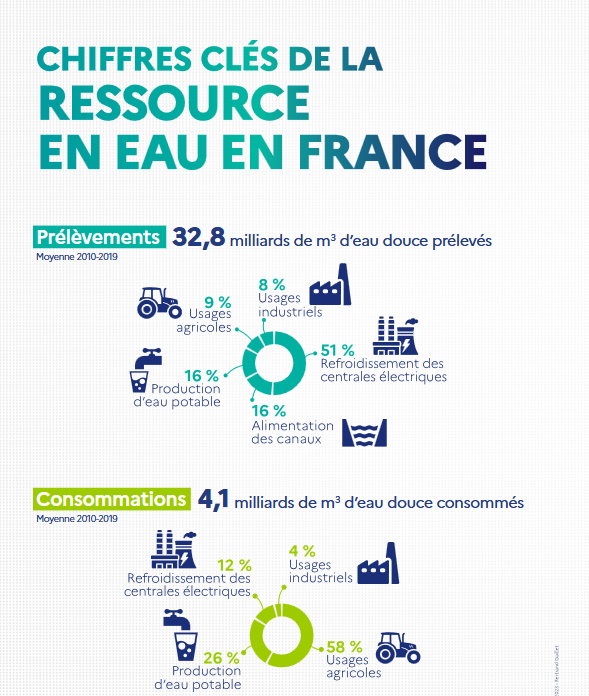 CHIFFRES CLÉS DE LA
RESSOURCE
EN EAU EN FRANCE
Prélèvements 32,8 milliards de m³ d'eau douce prélevés
Moyenne 2010-2019
8 %
Usages
industriels
9 %
Usages
agricoles
51 %
Refroidissement des
centrales électriques
16 %
Production
d'eau potable
16 %
Alimentation
des canaux
Consommations 4,1 milliards de m³ d'eau douce consommés
Moyenne 2010-2019
4 %
Usages
industriels
12 %
Refroidissement des
centrales électriques
58 %
Usages
agricoles
26 %
Production
d'eau potable